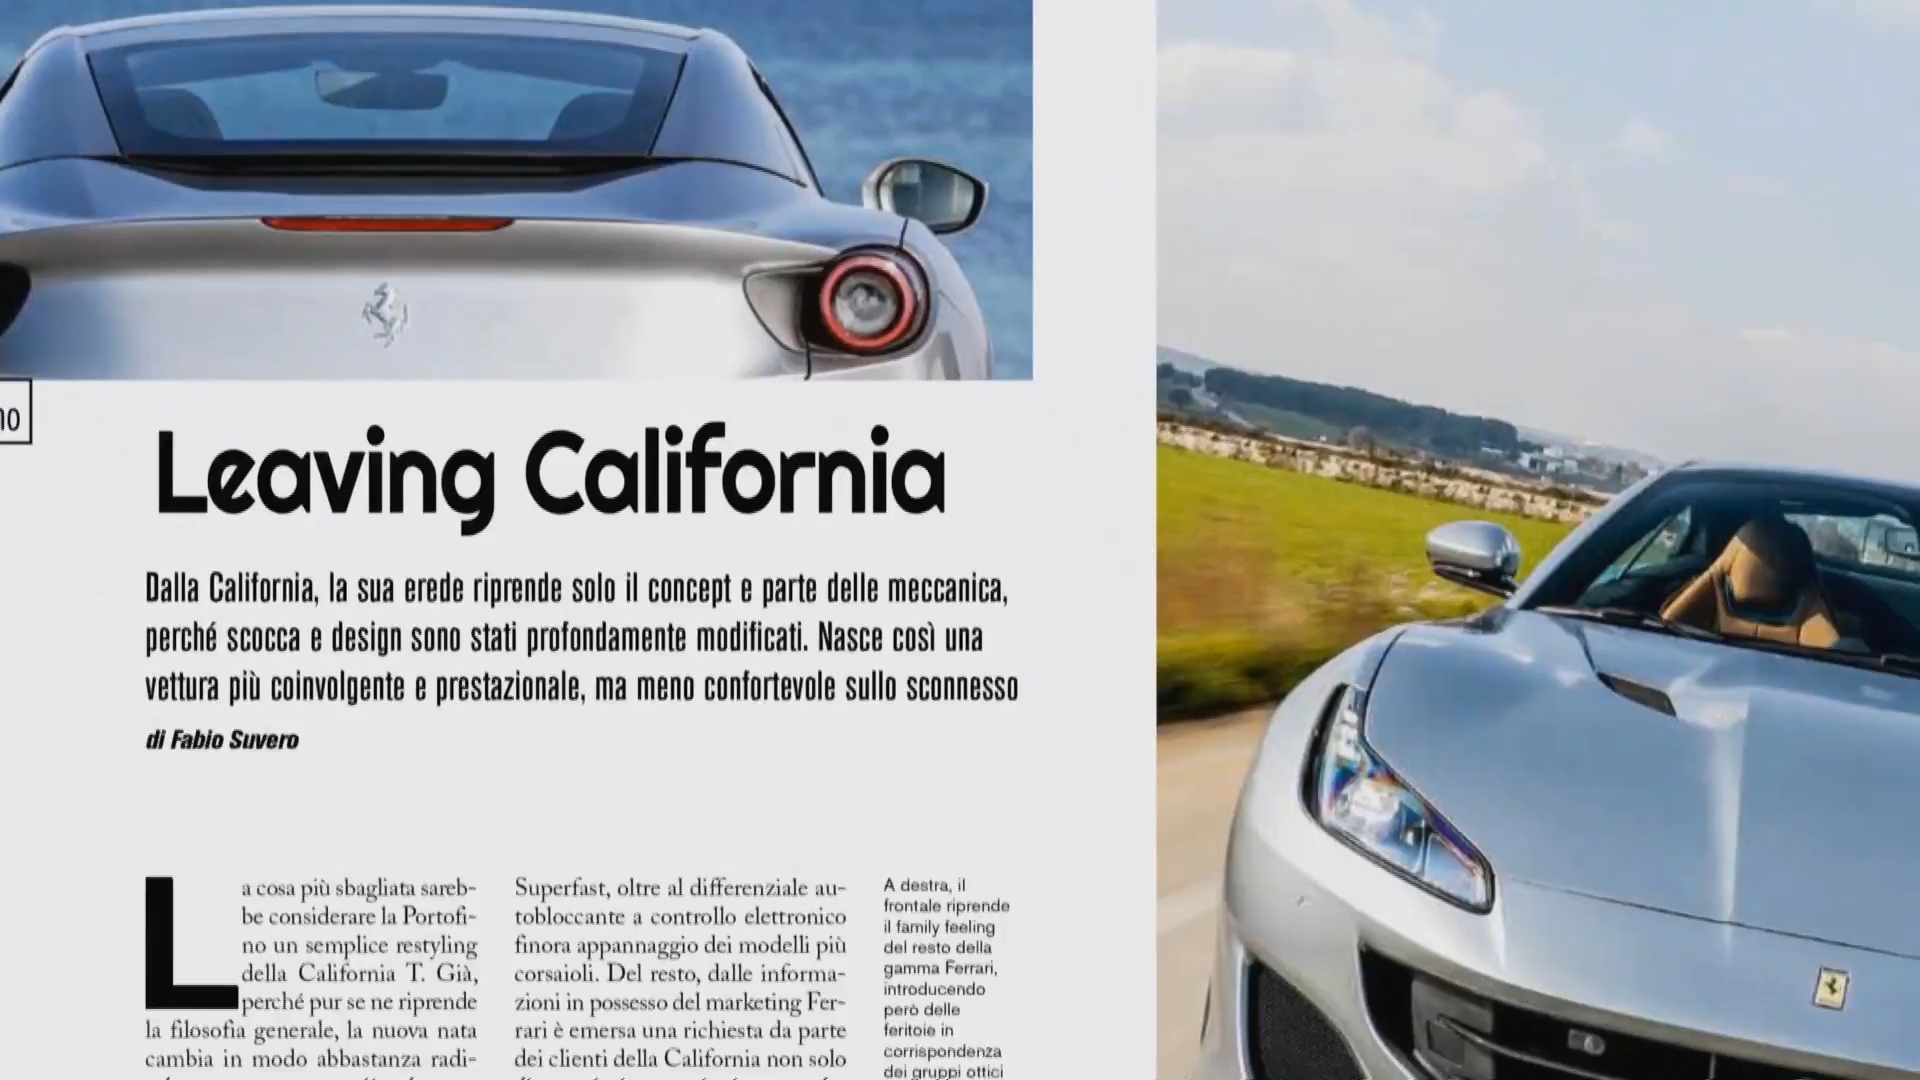 Leaving California
Dalla California, la sua erede riprende solo il concept e parte delle meccanica,
perché scocca e design sono stati profondamente modificati. Nasce così una
vettura più coinvolgente e prestazionale, ma meno confortevole sullo sconnesso
di Fabio Suvero
La cosa più sbagliata sareb-
be considerare la Portofi-
no un semplice restyling
della California T. Già,
perché pur se ne riprende
la filosofia generale, la nuova nata
cambia in modo abbastanza radi-
Superfast, oltre al differenziale au-
tobloccante a controllo elettronico
finora appannaggio dei modelli più
corsaioli. Del resto, dalle informa-
zioni in possesso del marketing Fer-
rari è emersa una richiesta da parte
dei clienti della California non solo
A destra, il
frontale riprende
il family feeling
del resto della
gamma Ferrari,
introducendo
però delle
feritoie in
corrispondenza
dei gruppi ottici